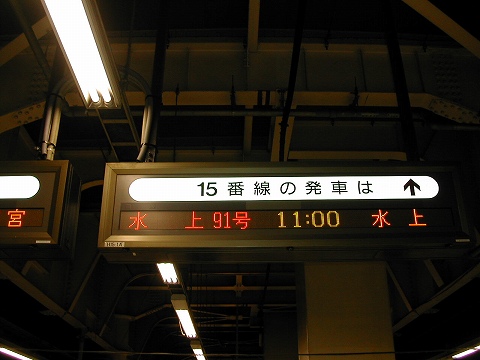 15番線の発車は ↑
水 上 91号 11:00 水 上
宮